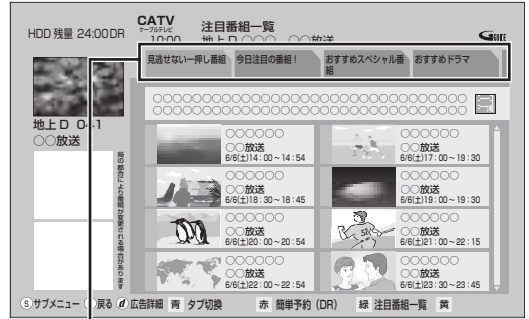 HDD 残量 24:00 DR
CATV
ケーブルテレビ
10:00
注目番組一覧
地上D ○○○ ○○放送
G GUIDE
見逃せない一押し番組
今日注目の番組！
おすすめスペシャル番組
おすすめドラマ
○○○○○○○○○○○○○○○○○○○○○○○○○○○○○○
○○○○○○○○○○○○○○○○○○○○○○○○○○○○○○
地上D 041
○○放送
局の都合により番組が変更される場合があります
○○○○○○
○○放送
6/6(土)14:00～14:54
○○○○○○
○○放送
6/6(土)17:00～19:30
○○○○○○
○○放送
6/6(土)18:30～18:45
○○○○○○
○○放送
6/6(土)19:00～19:30
○○○○○○
○○放送
6/6(土)20:00～20:54
○○○○○○
○○放送
6/6(土)21:00～22:15
○○○○○○
○○放送
6/6(土)22:00～22:54
○○○○○○
○○放送
6/6(土)23:30～23:45
S サブメニュー 戻る d 広告詳細 青 タブ切換 赤 簡単予約（DR） 緑 注目番組一覧 黄